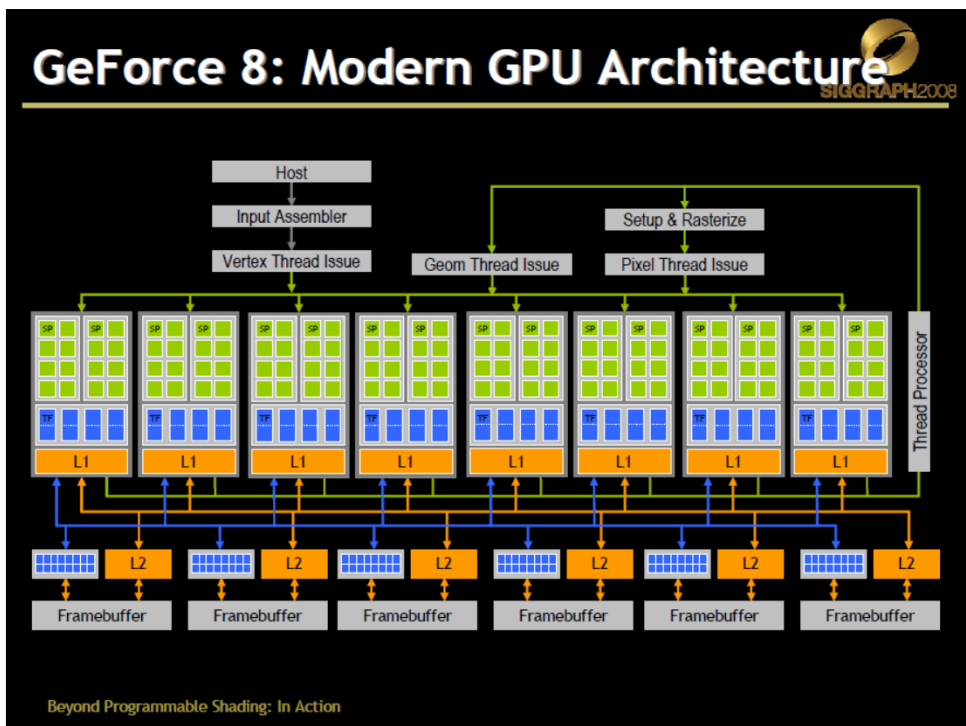 GeForce 8: Modern GPU Architecture
SIGGRAPH2008
Host
Input Assembler
Setup & Rasterize
Vertex Thread Issue
Geom Thread Issue
Pixel Thread Issue
SP SP SP SP SP SP SP SP SP SP SP SP SP SP SP SP
Thread Processor
TF TF TF TF TF TF TF TF
L1 L1 L1 L1 L1 L1 L1 L1
L2 L2 L2 L2 L2 L2
Framebuffer Framebuffer Framebuffer Framebuffer Framebuffer Framebuffer
Beyond Programmable Shading: In Action